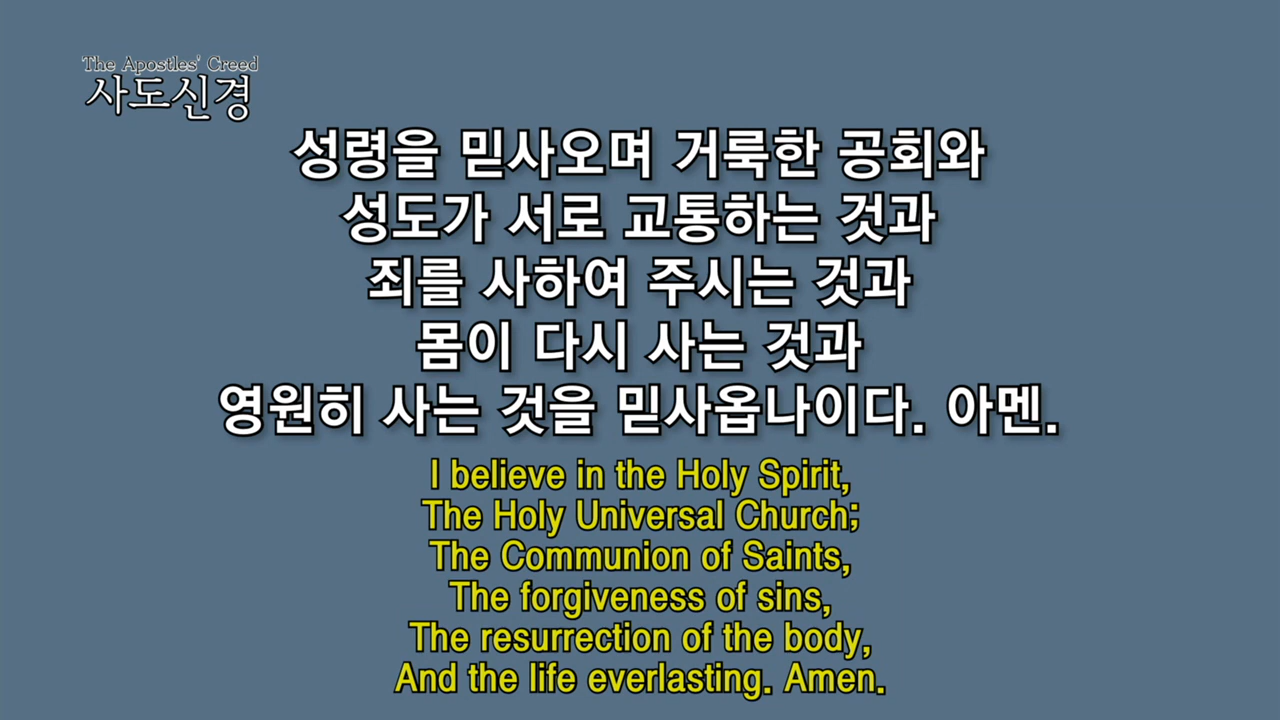 The Apostles' Creed
사도신경
성령을 믿사오며 거룩한 공회와
성도가 서로 교통하는 것과
죄를 사하여 주시는 것과
몸이 다시 사는 것과
영원히 사는 것을 믿사옵나이다. 아멘.
I believe in the Holy Spirit,
The Holy Universal Church;
The Communion of Saints,
The forgiveness of sins,
The resurrection of the body,
And the life everlasting. Amen.